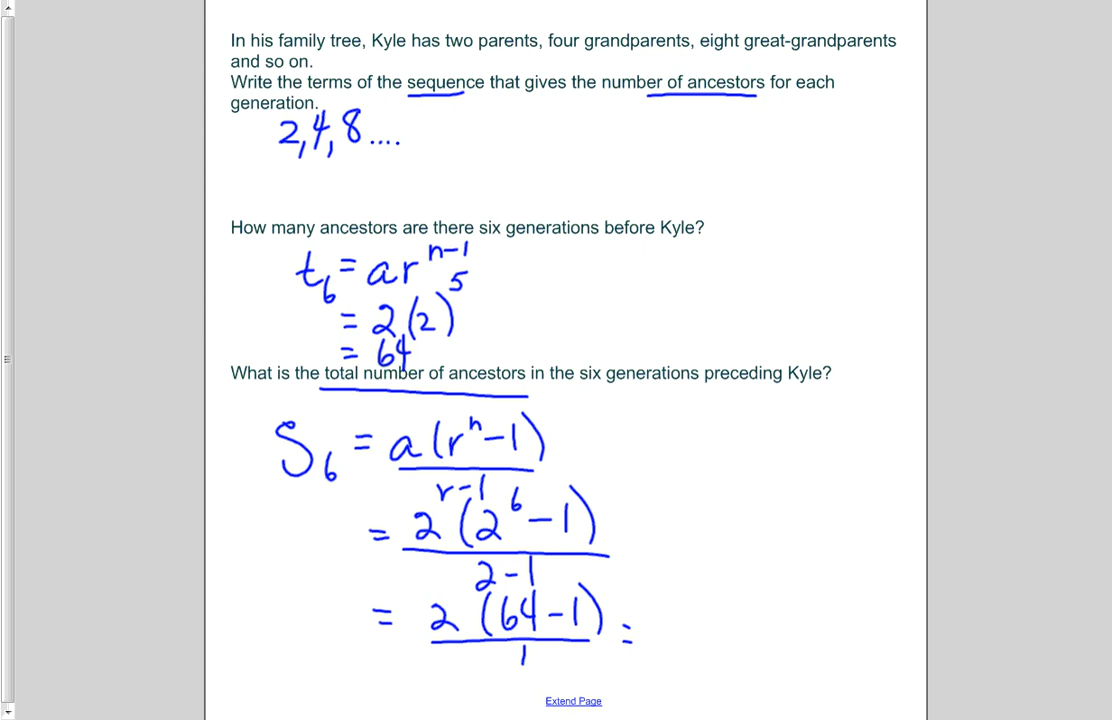 In his family tree, Kyle has two parents, four grandparents, eight great-grandparents
and so on.
Write the terms of the sequence that gives the number of ancestors for each
generation.
2,4,8....
How many ancestors are there six generations before Kyle?
t₆ = arⁿ⁻¹
= 2(2)⁵
= 64
What is the total number of ancestors in the six generations preceding Kyle?
S₆ = a(rⁿ-1)
r-1
= 2(2⁶-1)
2-1
= 2(64-1) =
1
Extend Page